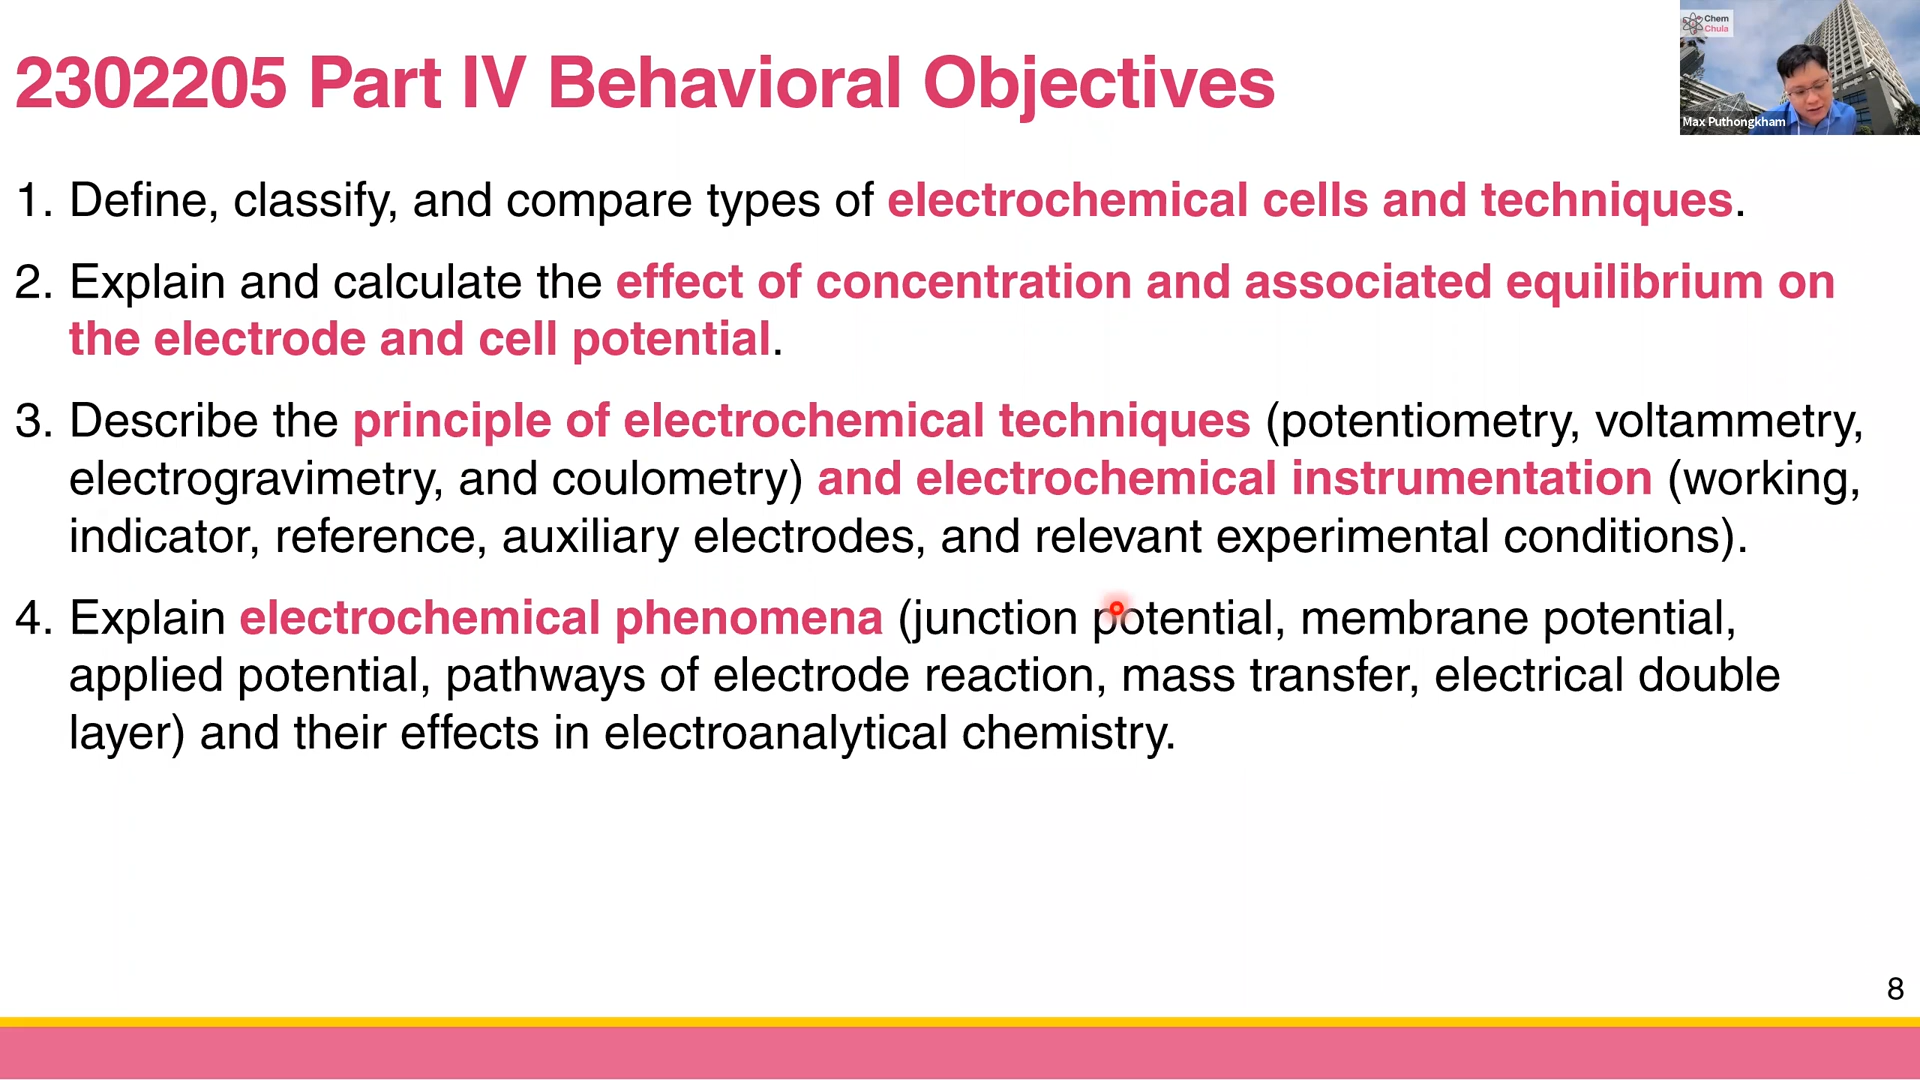 2302205 Part IV Behavioral Objectives
Chem
Chula
Max Puthongkham
1. Define, classify, and compare types of electrochemical cells and techniques.
2. Explain and calculate the effect of concentration and associated equilibrium on
the electrode and cell potential.
3. Describe the principle of electrochemical techniques (potentiometry, voltammetry,
electrogravimetry, and coulometry) and electrochemical instrumentation (working,
indicator, reference, auxiliary electrodes, and relevant experimental conditions).
4. Explain electrochemical phenomena (junction potential, membrane potential,
applied potential, pathways of electrode reaction, mass transfer, electrical double
layer) and their effects in electroanalytical chemistry.
8